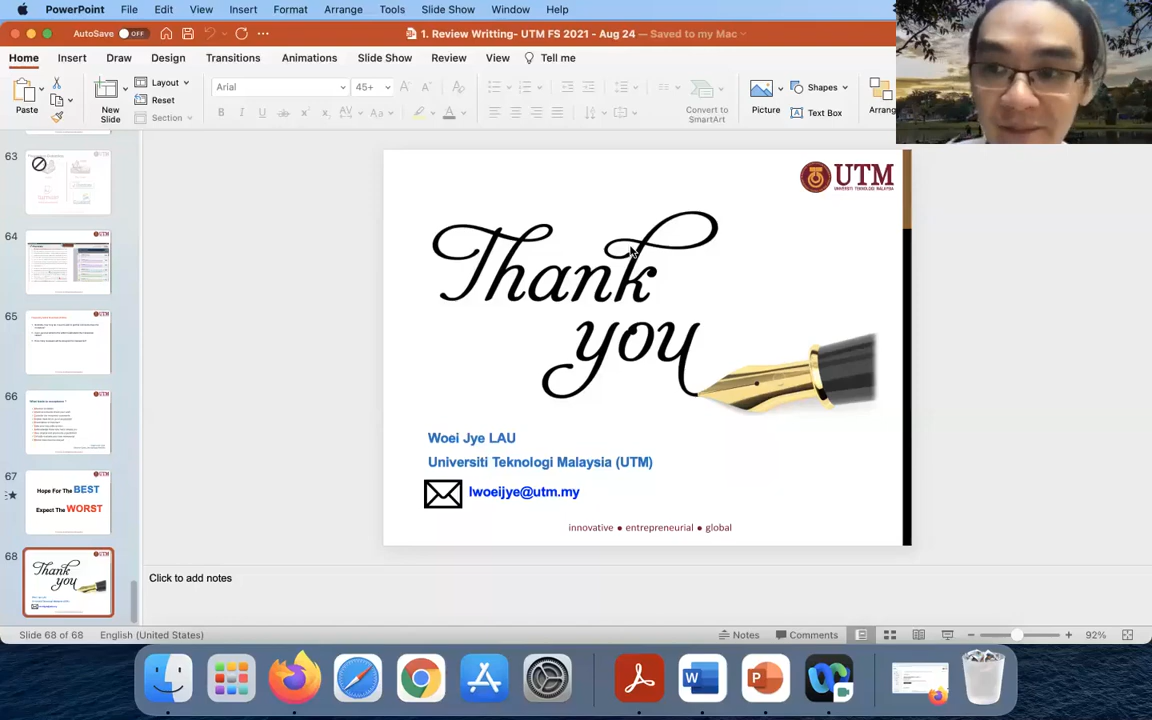 PowerPoint File Edit View Insert Format Arrange Tools Slide Show Window Help
AutoSave OFF
1. Review Writting- UTM FS 2021 - Aug 24 — Saved to my Mac
Home Insert Draw Design Transitions Animations Slide Show Review View Tell me
Paste
New Slide
Layout
Reset
Section
Arial
45+
Convert to SmartArt
Picture
Shapes
Text Box
Arrang
63
64
65
66
67
Hope For The BEST
Expect The WORST
68
Thank
you
UTM
UNIVERSITI TEKNOLOGI MALAYSIA
Thank
you
Woei Jye LAU
Universiti Teknologi Malaysia (UTM)
lwoeijye@utm.my
innovative ● entrepreneurial ● global
Click to add notes
Slide 68 of 68 English (United States) Notes Comments 92%